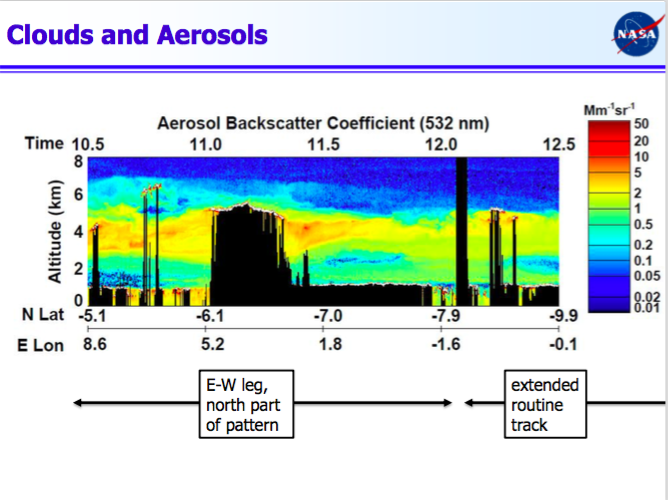 Clouds and Aerosols
NASA
Mm-1sr-1
Aerosol Backscatter Coefficient (532 nm)
Time 10.5 11.0 11.5 12.0 12.5
Altitude (km)
8
6
4
2
0
50
20
10
5
2
1
0.5
0.2
0.1
0.05
0.02
0.01
N Lat -5.1 -6.1 -7.0 -7.9 -9.9
E Lon 8.6 5.2 1.8 -1.6 -0.1
E-W leg,
north part
of pattern
extended
routine
track